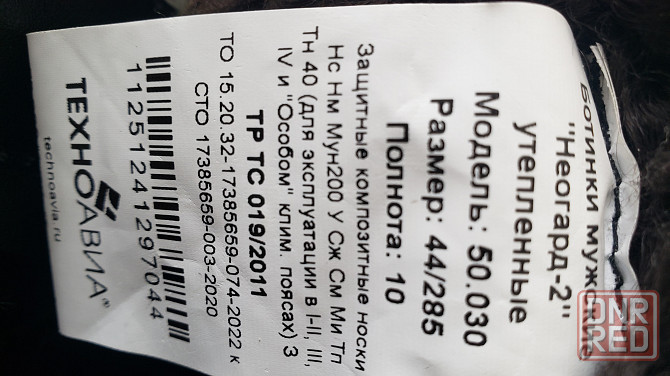 Ботинки мужские
"Неогард-2"
утепленные
Модель: 50.030
Размер: 44/285
Полнота: 10
Защитные композитные носки
Нс Нм Мун200 У Сж См Ми Тп
Тн 40 (для эксплуатации в I-II, III,
IV и "Особом" клим. поясах) З
ТР ТС 019/2011
ТО 15.20.32-17385659-074-2022 к
СТО 17385659-003-2020
11251241297044
ТЕХНОАВИА®
technoavia.ru
DNR
RED